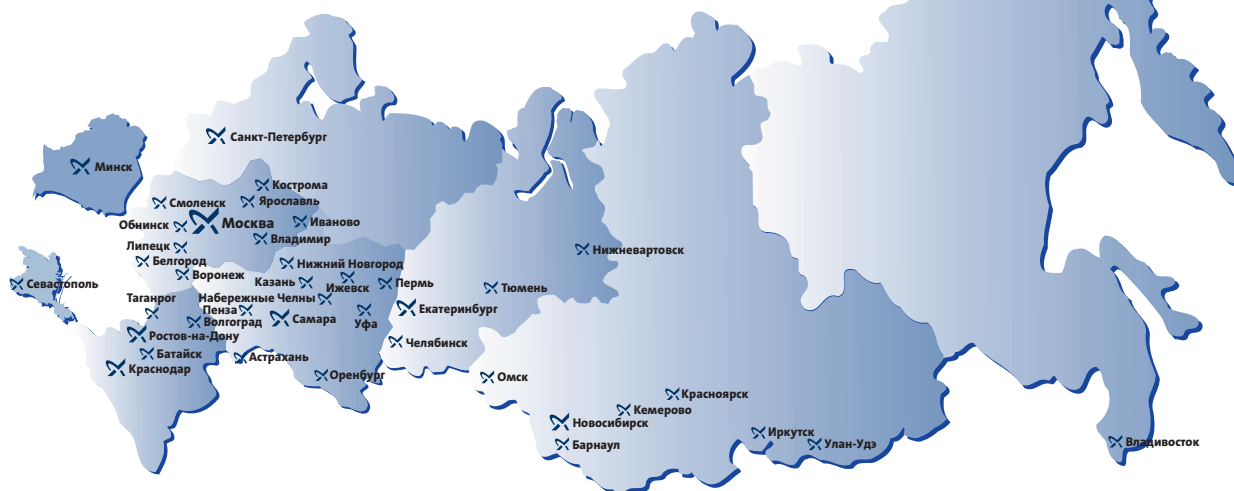 Санкт-Петербург
Минск
Кострома
Смоленск
Ярославль
Обнинск
Москва
Иваново
Владимир
Липецк
Нижневартовск
Белгород
Нижний Новгород
Воронеж
Севастополь
Казань
Ижевск
Пермь
Тюмень
Таганрог
Набережные Челны
Пенза
Екатеринбург
Волгоград
Самара
Уфа
Ростов-на-Дону
Челябинск
Батайск
Астрахань
Краснодар
Оренбург
Омск
Красноярск
Кемерово
Новосибирск
Иркутск
Барнаул
Улан-Удэ
Владивосток